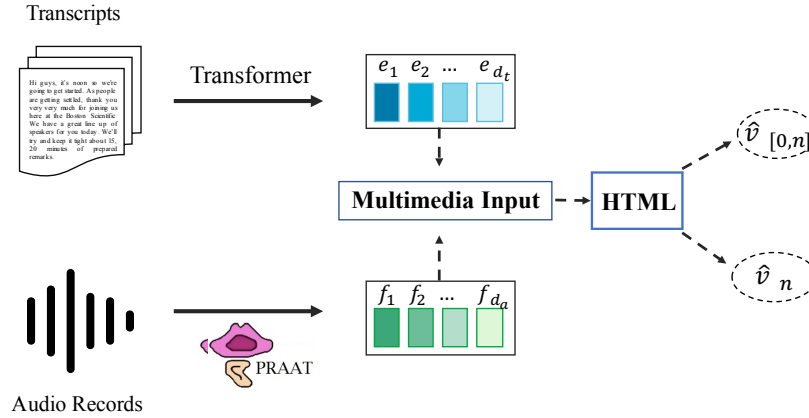 Transcripts
Hi guys, it's noon so we're
going to get started. As people
are getting settled, thank you
very very much for joining us
here at the Boston Scientific.
We have a great line up of
speakers for you today. We'll
try and keep it tight about 15,
20 minutes of prepared
remarks.
Transformer
e₁ e₂ ... e_dₜ
Multimedia Input
HTML
v̂ [0,n]
v̂ n
f₁ f₂ ... f_dₐ
PRAAT
Audio Records